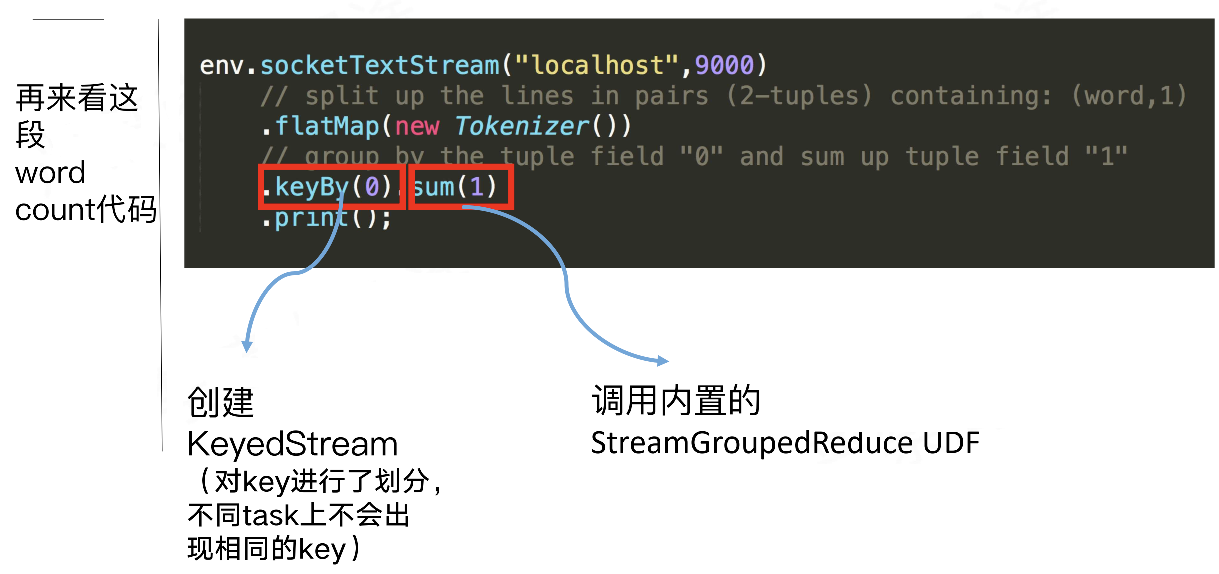 再来看这
段
word
count代码
env.socketTextStream("localhost",9000)
// split up the lines in pairs (2-tuples) containing: (word,1)
.flatMap(new Tokenizer())
// group by the tuple field "0" and sum up tuple field "1"
.keyBy(0).sum(1)
.print();
创建
KeyedStream
（对key进行了划分，
不同task上不会出
现相同的key）
调用内置的
StreamGroupedReduce UDF